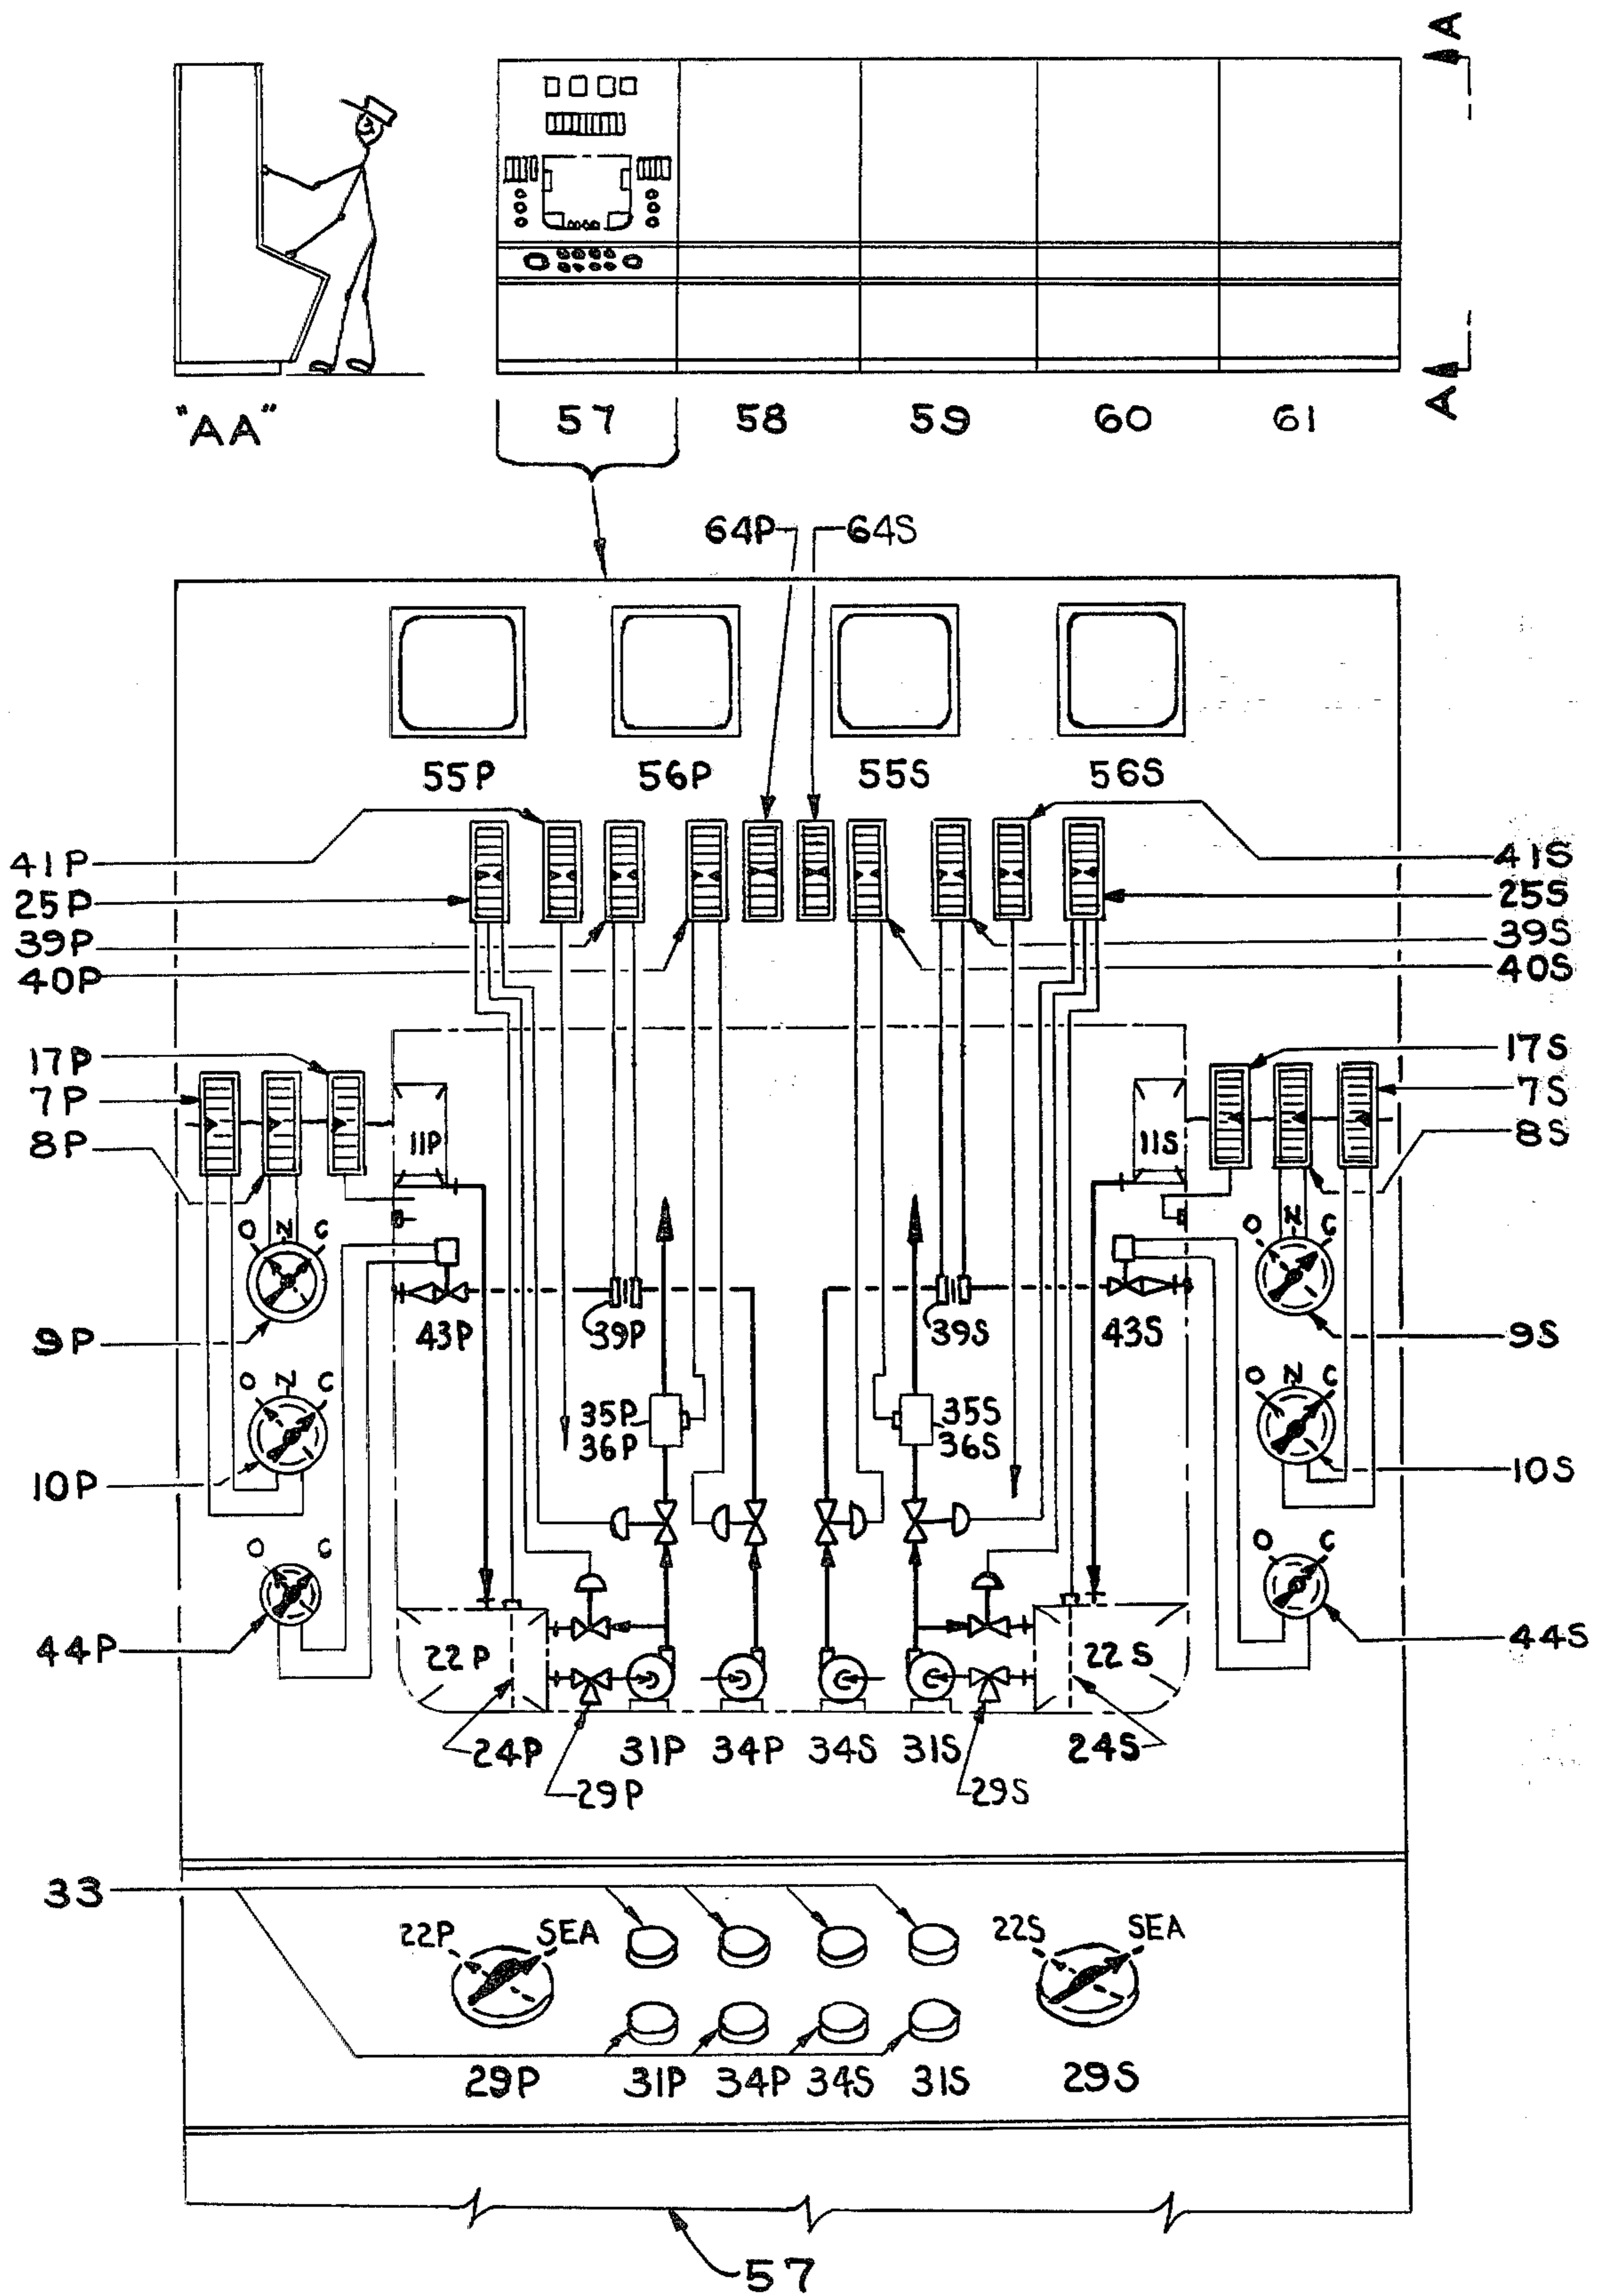 A
A
"AA"
57 58 59 60 61
64P 64S
55P 56P 55S 56S
41P 41S
25P 25S
39P 39S
40P 40S
17P 17S
7P 7S
8P 8S
11P 11S
O N C O N C
9P 43P 39P 39S 43S 9S
O N C O N C
35P 35S
36P 36S
10P 10S
O C O C
44P 22P 22S 44S
24P 31P 34P 34S 31S 24S
29P 29S
33
22P SEA 22S SEA
29P 31P 34P 34S 31S 29S
57